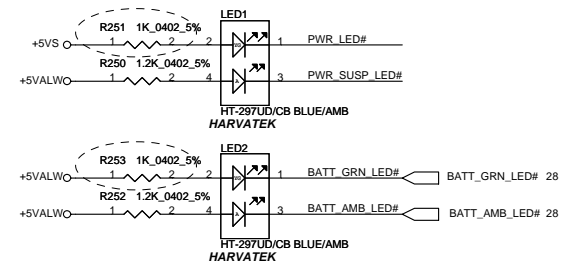 LED1
R251 1K_0402_5%
+5VS 1 2 2 1 PWR_LED#
R250 1.2K_0402_5%
+5VALW 1 2 4 A 3 PWR_SUSP_LED#
HT-297UD/CB BLUE/AMB
HARVATEK
LED2
R253 1K_0402_5%
+5VALW 1 2 2 1 BATT_GRN_LED# BATT_GRN_LED# 28
R252 1.2K_0402_5%
+5VALW 1 2 4 A 3 BATT_AMB_LED# BATT_AMB_LED# 28
HT-297UD/CB BLUE/AMB
HARVATEK